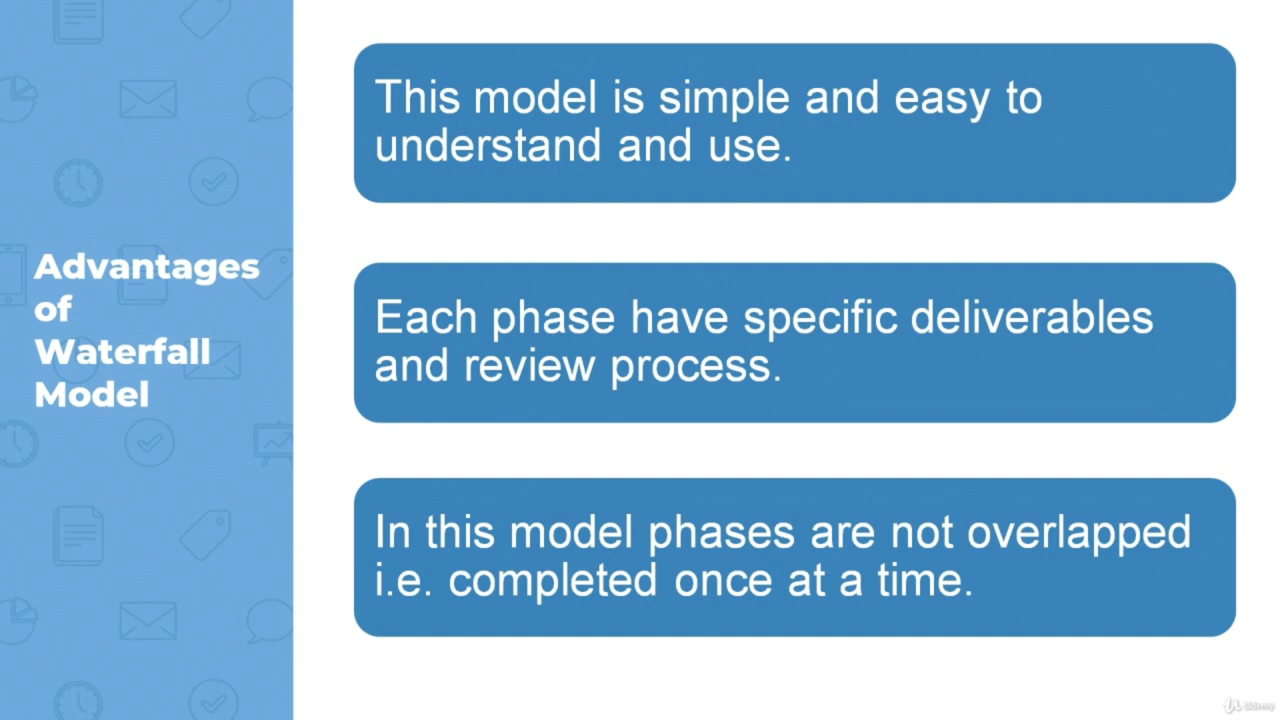 Advantages
of
Waterfall
Model
This model is simple and easy to
understand and use.
Each phase have specific deliverables
and review process.
In this model phases are not overlapped
i.e. completed once at a time.
Udemy